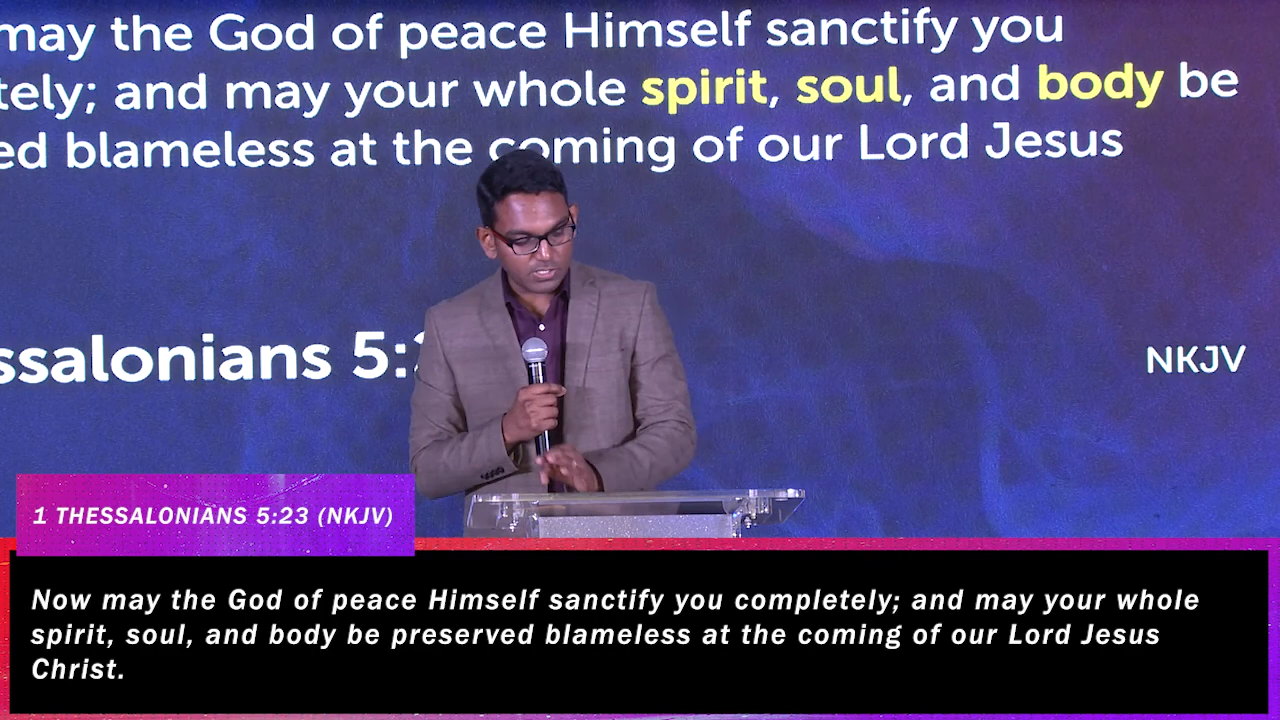 may the God of peace Himself sanctify you
tely; and may your whole spirit, soul, and body be
ed blameless at the coming of our Lord Jesus
ssalonians 5:
NKJV
1 THESSALONIANS 5:23 (NKJV)
Now may the God of peace Himself sanctify you completely; and may your whole
spirit, soul, and body be preserved blameless at the coming of our Lord Jesus
Christ.